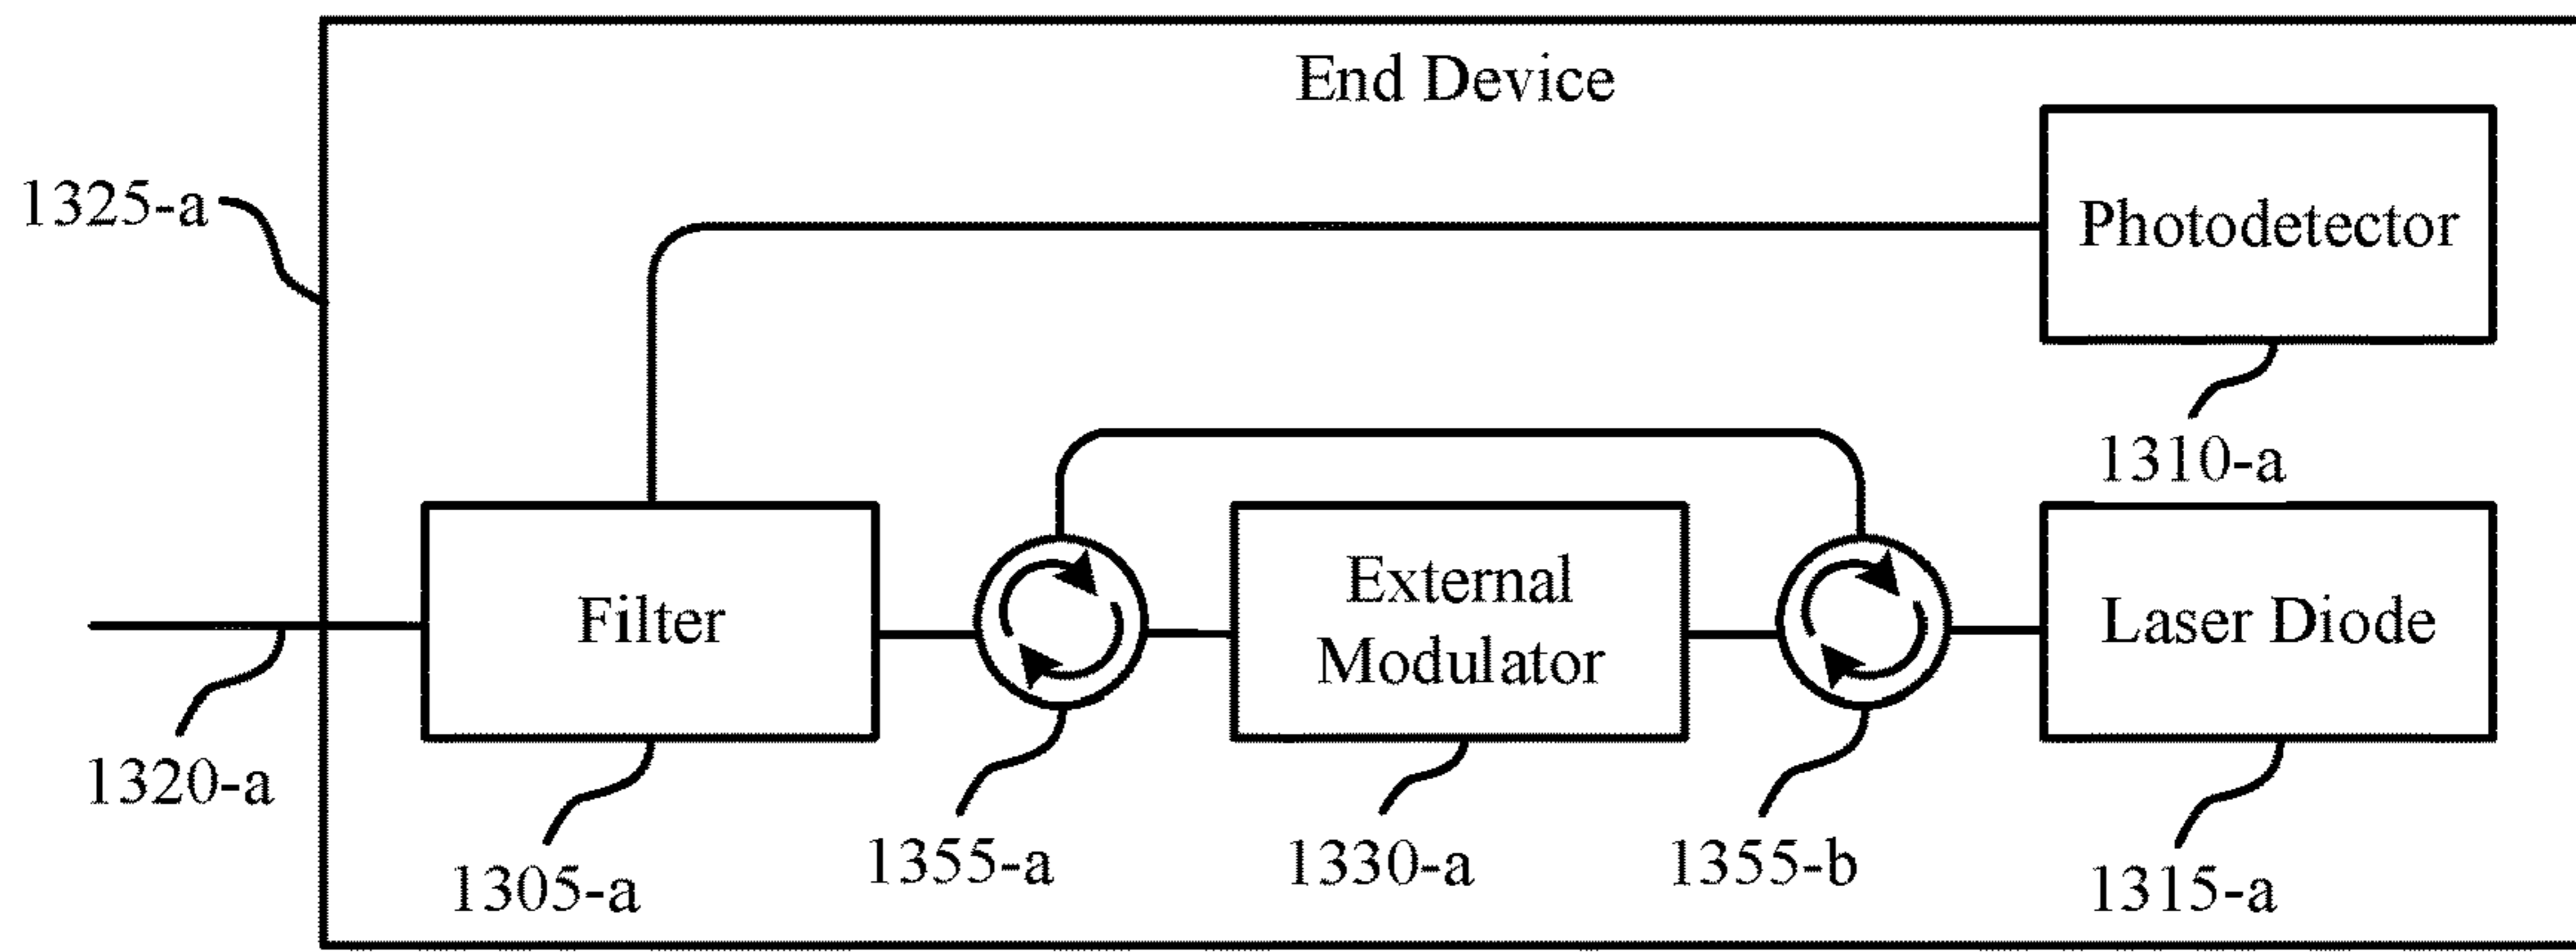 End Device
1325-a
Photodetector
1310-a
Filter
External
Modulator
Laser Diode
1320-a
1305-a
1355-a
1330-a
1355-b
1315-a